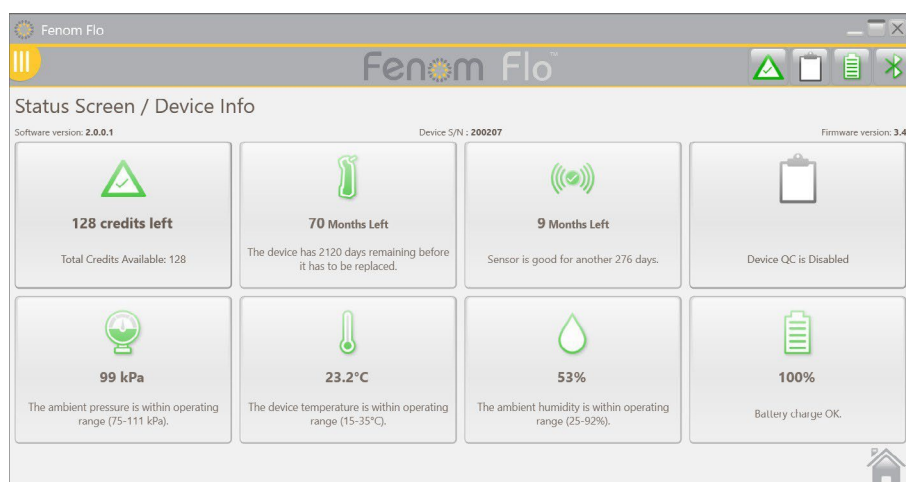 Fenom Flo
Fenom Flo™
Status Screen / Device Info
Software version: 2.0.0.1
Device S/N : 200207
Firmware version: 3.4
128 credits left
Total Credits Available: 128
70 Months Left
The device has 2120 days remaining before
it has to be replaced.
9 Months Left
Sensor is good for another 276 days.
Device QC is Disabled
99 kPa
The ambient pressure is within operating
range (75-111 kPa).
23.2°C
The device temperature is within operating
range (15-35°C).
53%
The ambient humidity is within operating
range (25-92%).
100%
Battery charge OK.